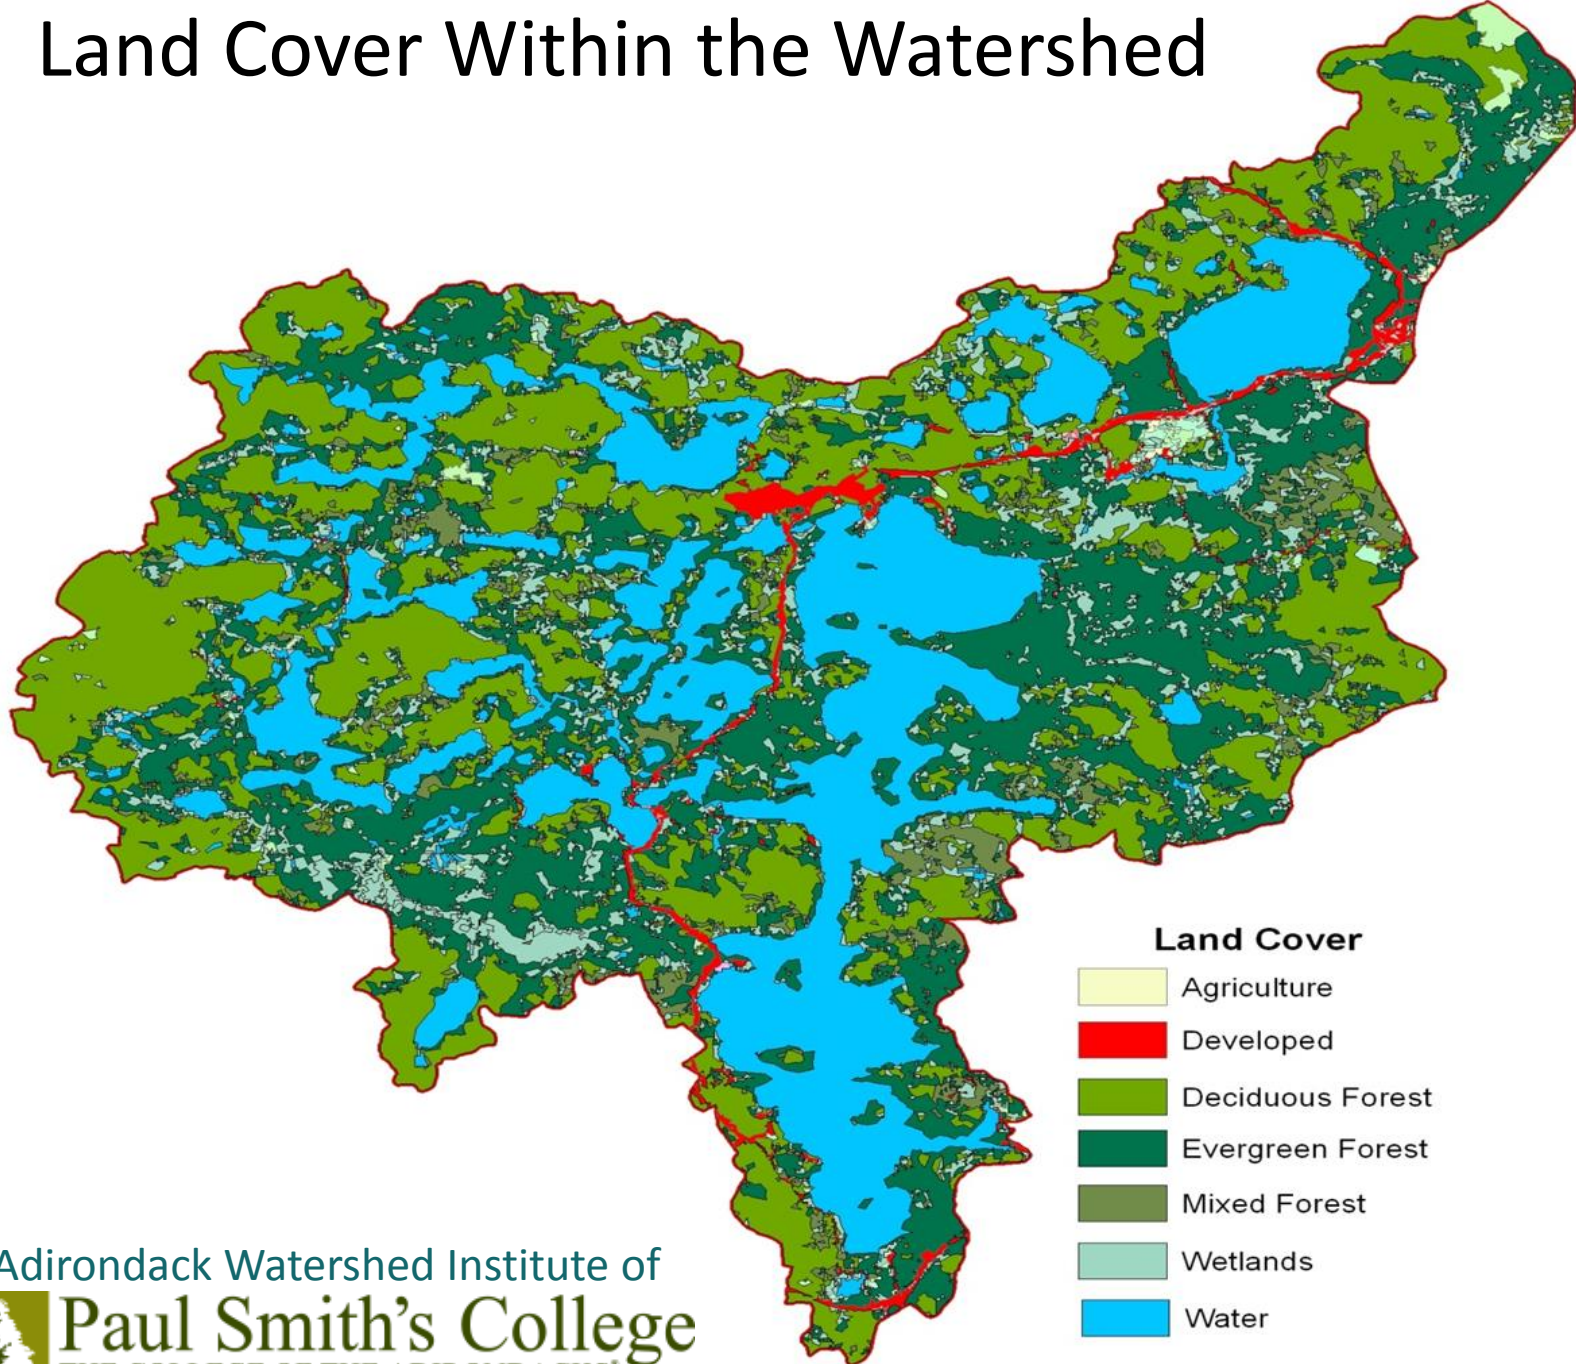 Land Cover Within the Watershed
Land Cover
Agriculture
Developed
Deciduous Forest
Evergreen Forest
Mixed Forest
Wetlands
Water
Adirondack Watershed Institute of
Paul Smith's College